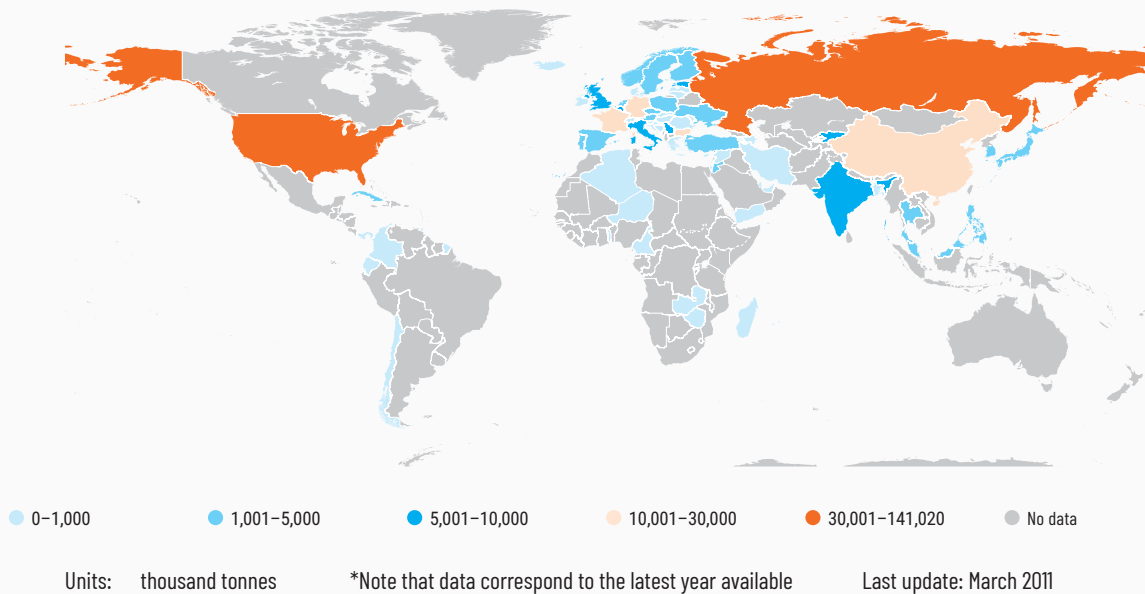 0–1,000 1,001–5,000 5,001–10,000 10,001–30,000 30,001–141,020 No data
Units: thousand tonnes *Note that data correspond to the latest year available Last update: March 2011